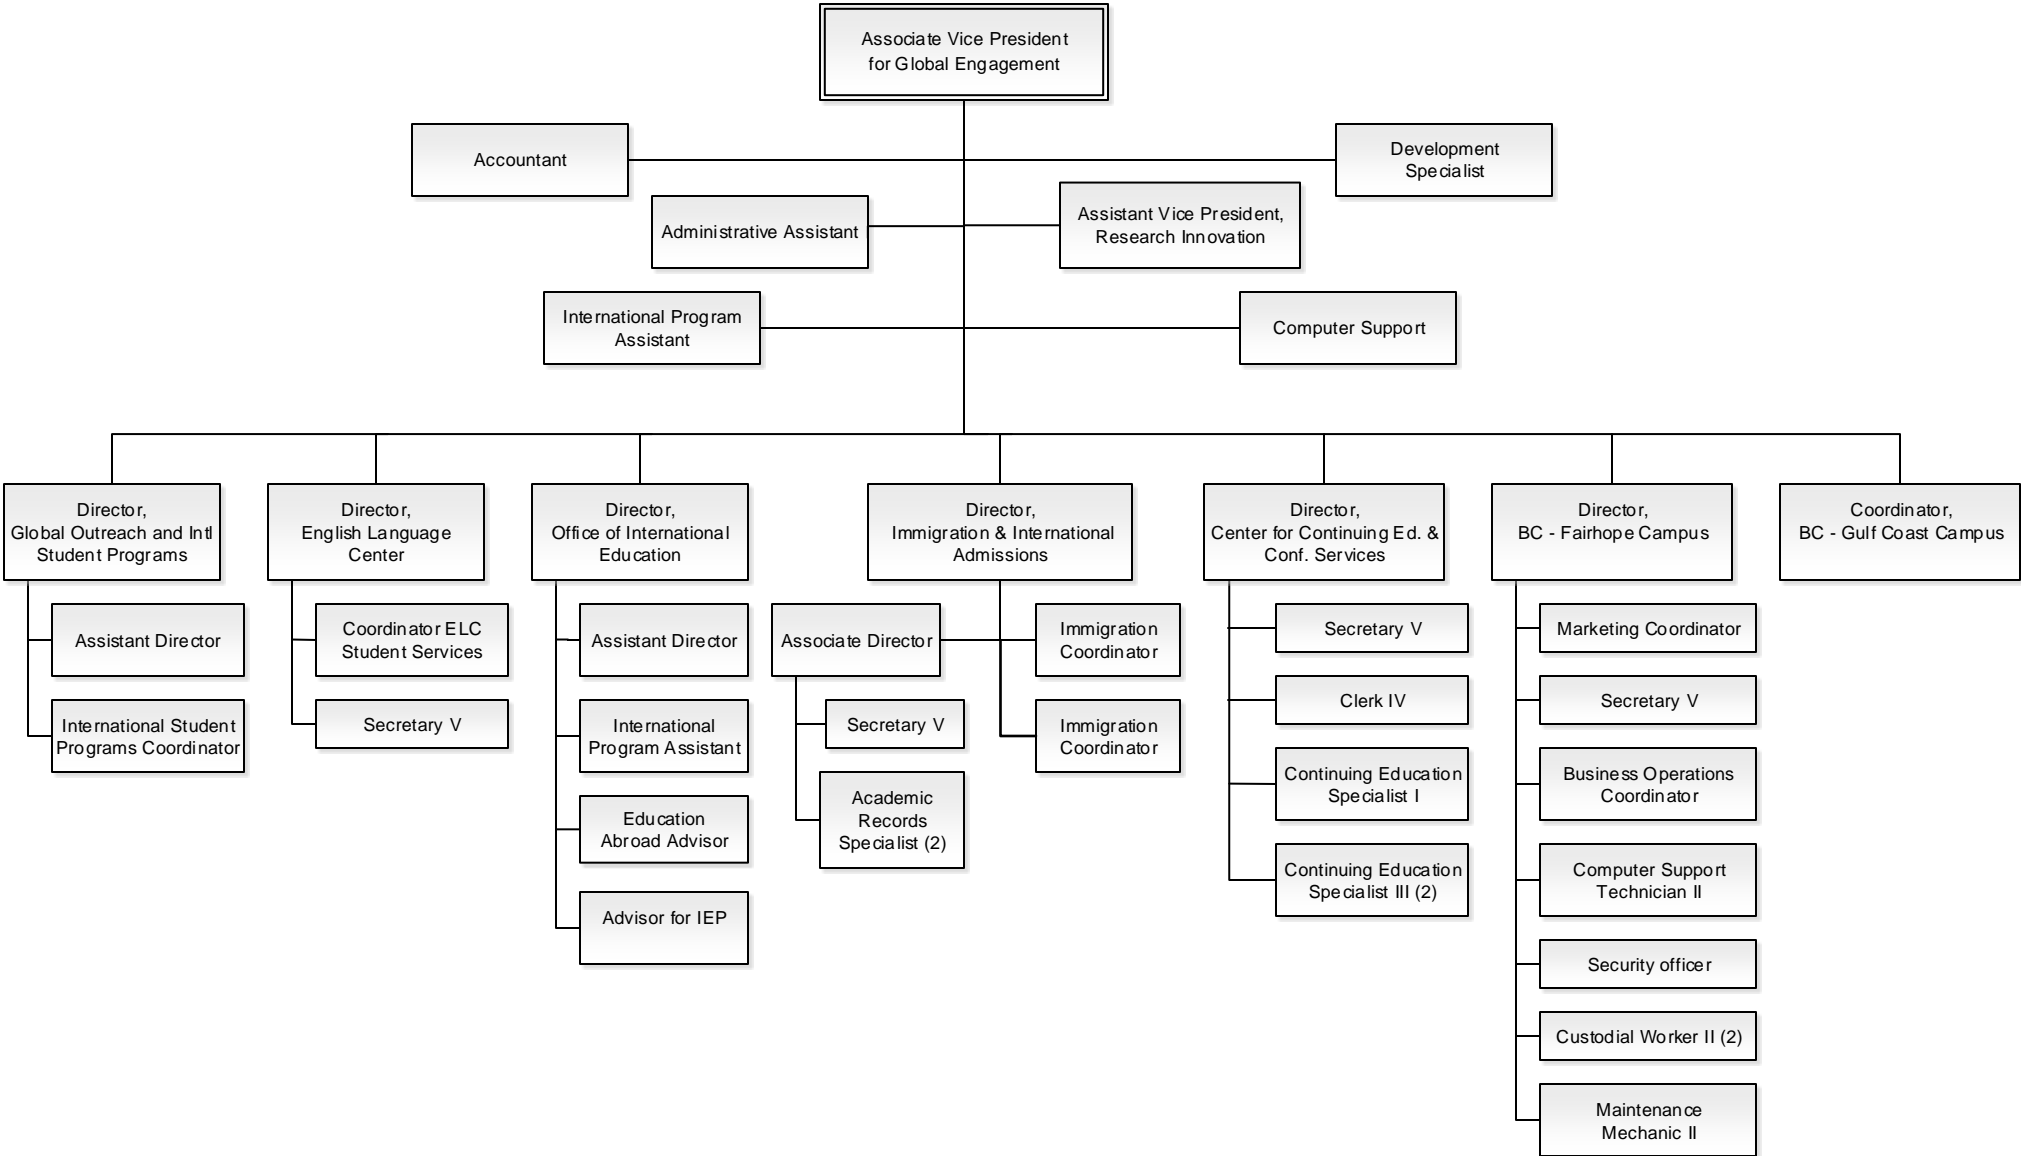 Associate Vice President
for Global Engagement
Accountant
Development
Specialist
Administrative Assistant
Assistant Vice President,
Research Innovation
International Program
Assistant
Computer Support
Director,
Global Outreach and Intl
Student Programs
Director,
English Language
Center
Director,
Office of International
Education
Director,
Immigration & International
Admissions
Director,
Center for Continuing Ed. &
Conf. Services
Director,
BC - Fairhope Campus
Coordinator,
BC - Gulf Coast Campus
Assistant Director
International Student
Programs Coordinator
Coordinator ELC
Student Services
Secretary V
Assistant Director
International
Program Assistant
Education
Abroad Advisor
Advisor for IEP
Associate Director
Secretary V
Academic
Records
Specialist (2)
Immigration
Coordinator
Immigration
Coordinator
Secretary V
Clerk IV
Continuing Education
Specialist I
Continuing Education
Specialist III (2)
Marketing Coordinator
Secretary V
Business Operations
Coordinator
Computer Support
Technician II
Security officer
Custodial Worker II (2)
Maintenance
Mechanic II